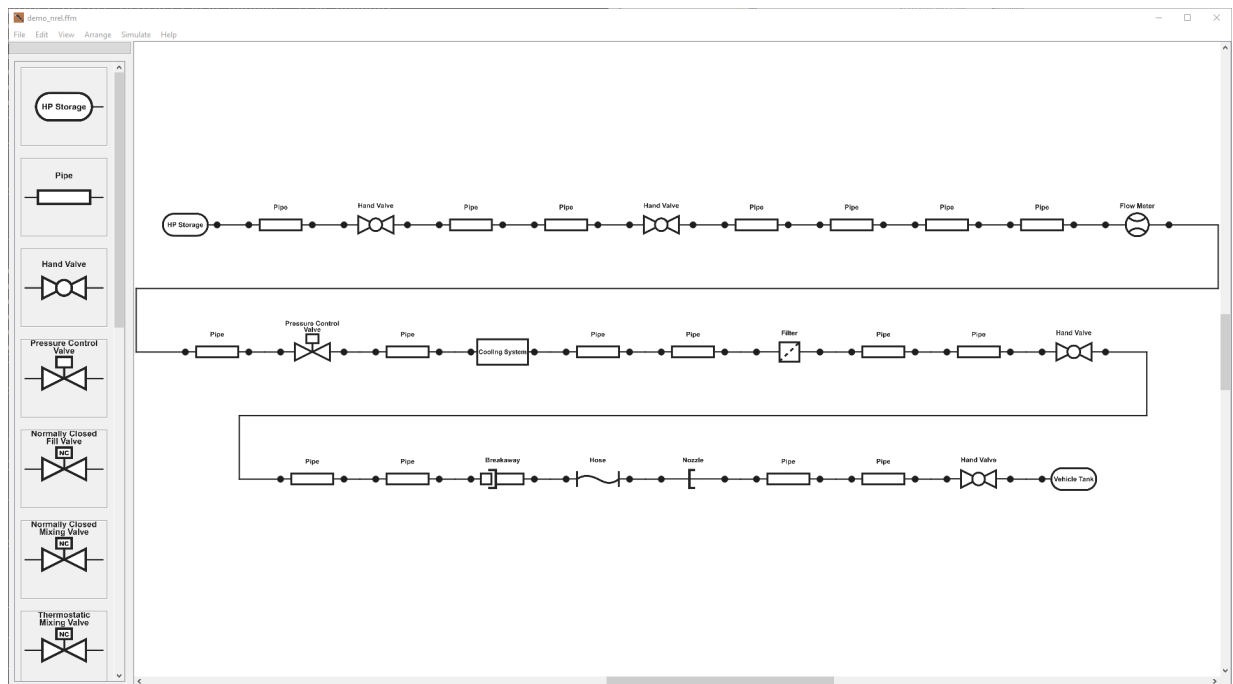 demo_nrel.ffm
File Edit View Arrange Simulate Help
HP Storage
Pipe
Hand Valve
Pressure Control
Valve
Normally Closed
Fill Valve
NC
Normally Closed
Mixing Valve
NC
Thermostatic
Mixing Valve
NC
HP Storage Pipe Hand Valve Pipe Pipe Hand Valve Pipe Pipe Pipe Pipe Flow Meter
Pipe Pressure Control
Valve
Pipe Cooling System Pipe Pipe Filter Pipe Pipe Hand Valve
Pipe Pipe Breakaway Hose Nozzle Pipe Pipe Hand Valve Vehicle Tank